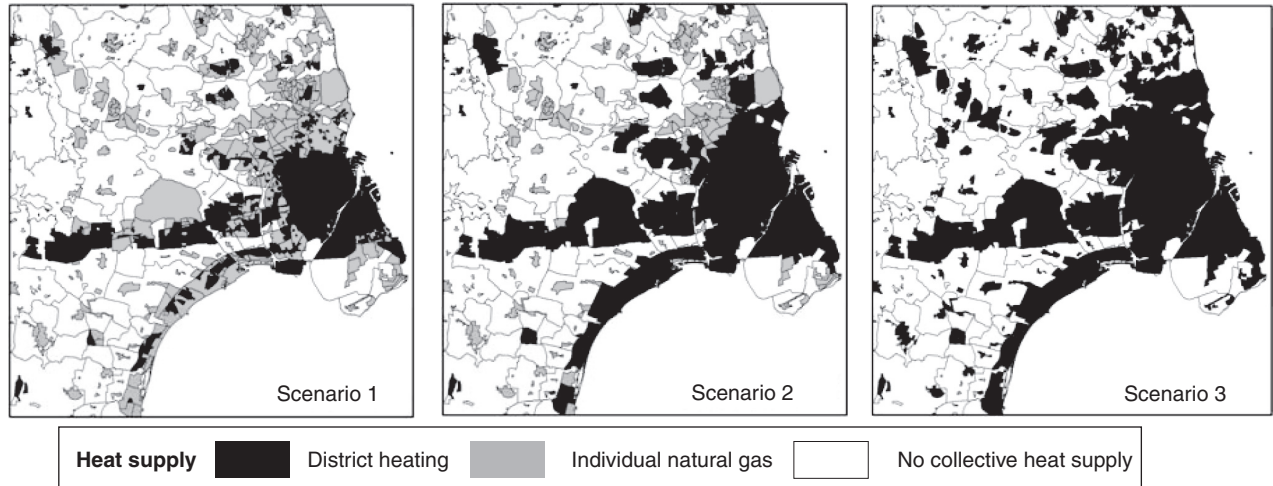 Scenario 1
Scenario 2
Scenario 3
Heat supply District heating Individual natural gas No collective heat supply